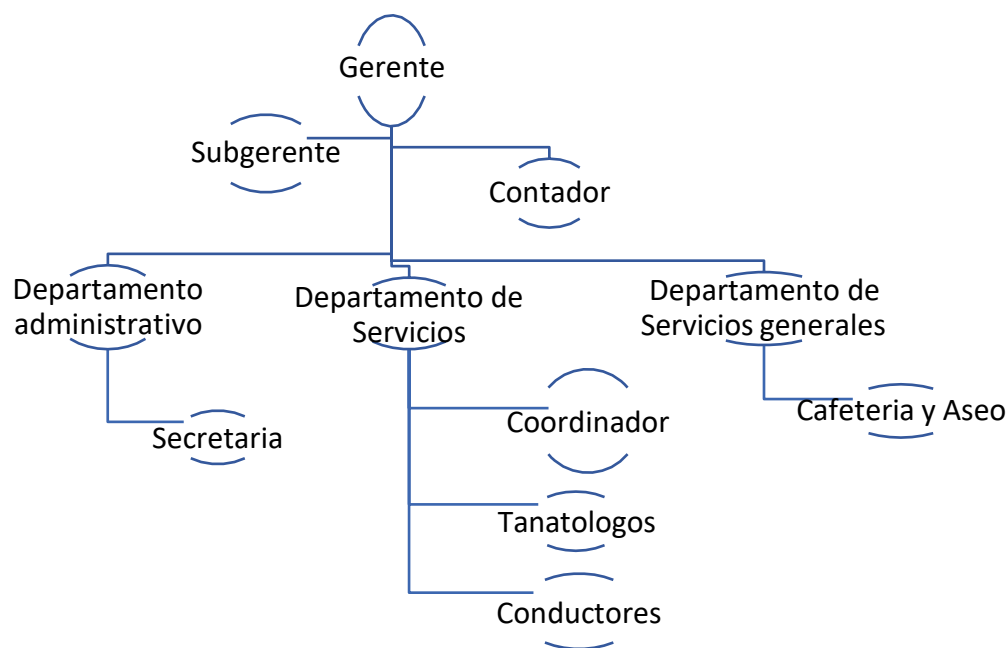 Gerente
Subgerente
Contador
Departamento
administrativo
Departamento de
Servicios
Departamento de
Servicios generales
Secretaria
Coordinador
Cafeteria y Aseo
Tanatologos
Conductores